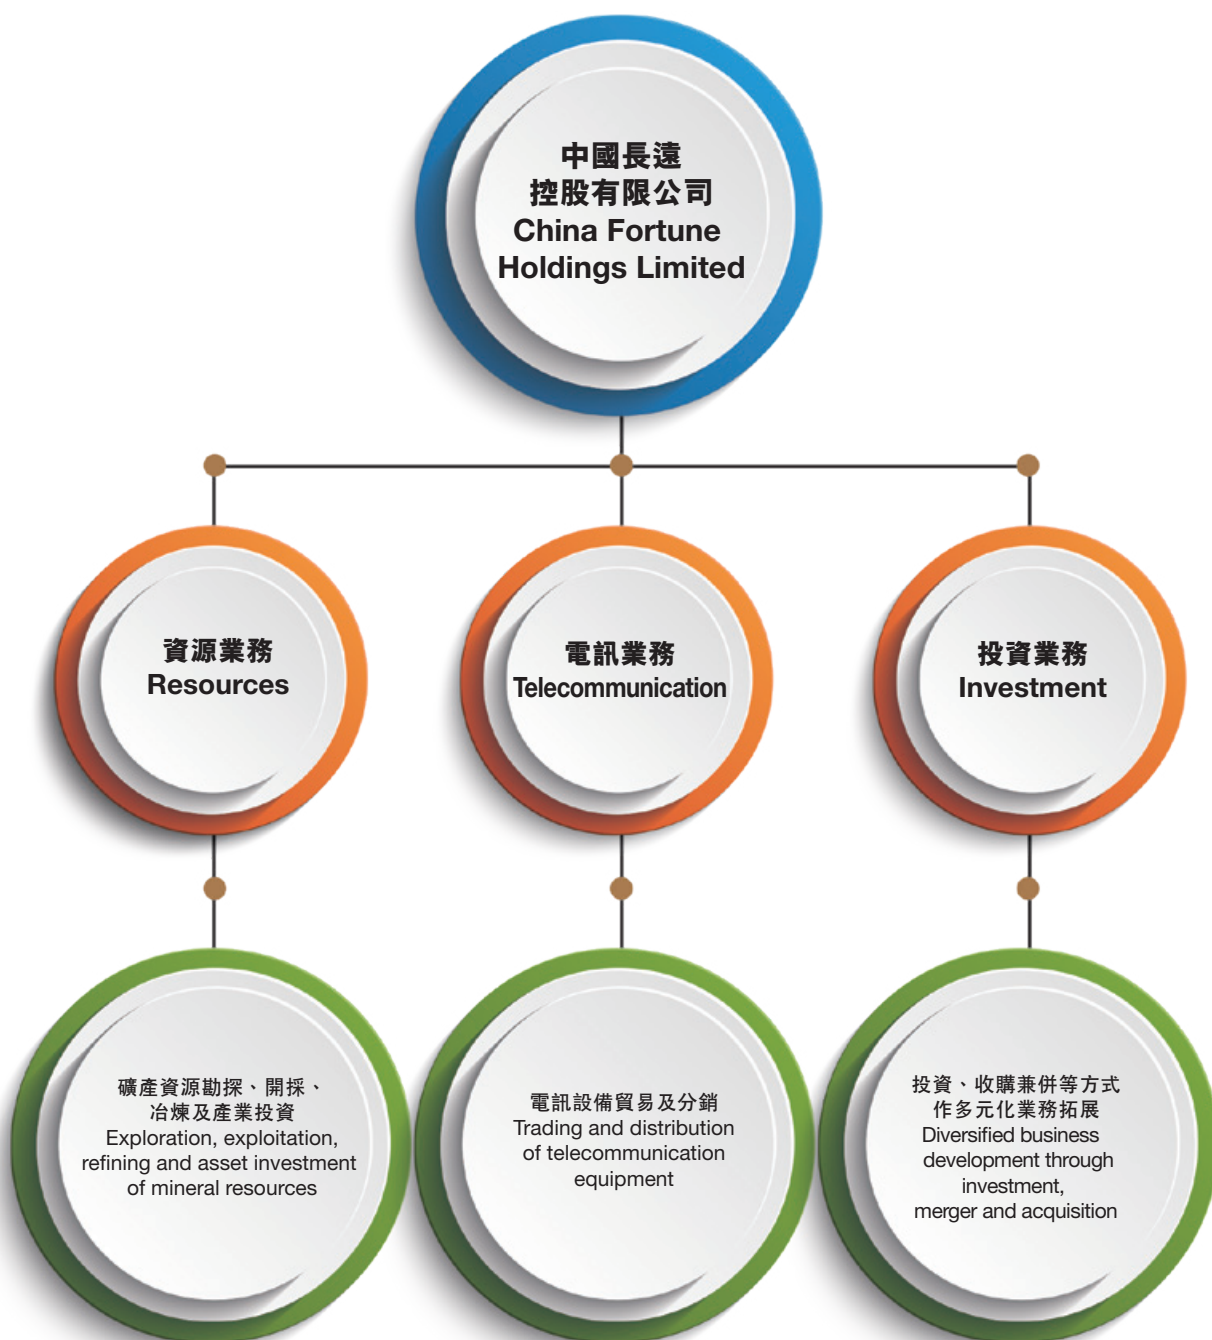 中國長遠
控股有限公司
China Fortune
Holdings Limited
資源業務
Resources
電訊業務
Telecommunication
投資業務
Investment
礦產資源勘探、開採、
冶煉及產業投資
Exploration, exploitation,
refining and asset investment
of mineral resources
電訊設備貿易及分銷
Trading and distribution
of telecommunication
equipment
投資、收購兼併等方式
作多元化業務拓展
Diversified business
development through
investment,
merger and acquisition